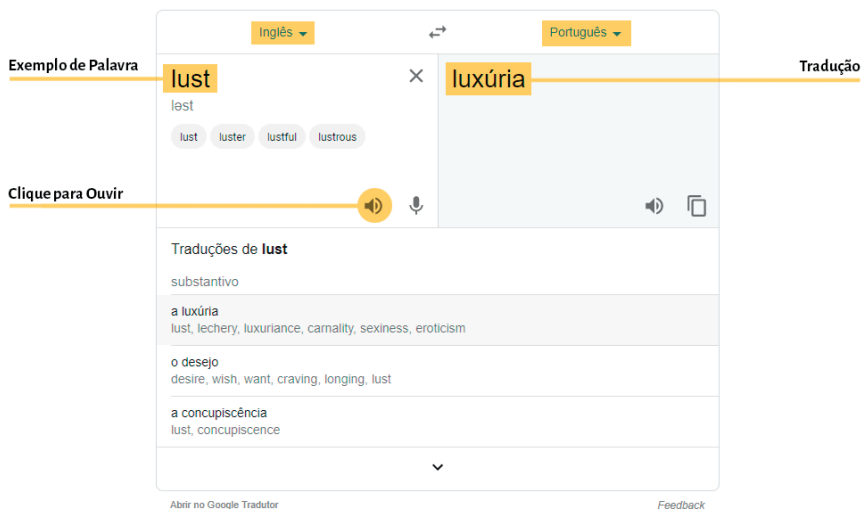 Inglês
Português
Exemplo de Palavra
lust
luxúria
Tradução
ləst
lust luster lustful lustrous
Clique para Ouvir
Traduções de lust
substantivo
a luxúria
lust, lechery, luxuriance, carnality, sexiness, eroticism
o desejo
desire, wish, want, craving, longing, lust
a concupiscência
lust, concupiscence
Abrir no Google Tradutor
Feedback